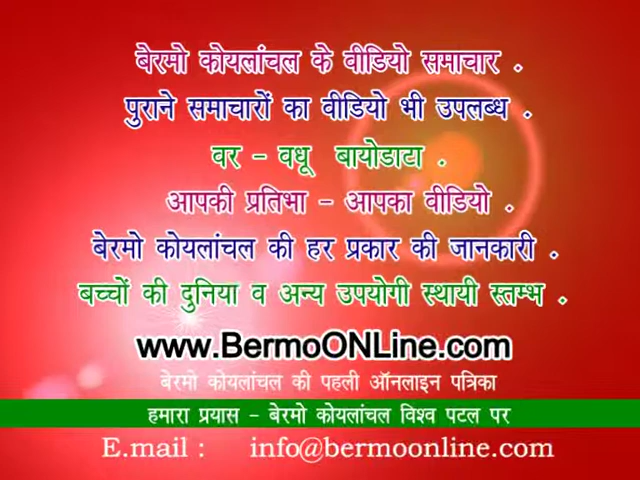 बेरमो कोयलांचल के वीडियो समाचार .
पुराने समाचारों का वीडियो भी उपलब्ध .
वर - वधू बायोडाटा .
आपकी प्रतिभा - आपका वीडियो .
बेरमो कोयलांचल की हर प्रकार की जानकारी .
बच्चों की दुनिया व अन्य उपयोगी स्थायी स्तम्भ .
www.BermoONLine.com
बेरमो कोयलांचल की पहली ऑनलाइन पत्रिका
हमारा प्रयास - बेरमो कोयलांचल विश्व पटल पर
E.mail : info@bermoonline.com